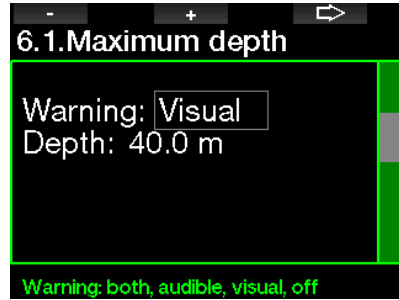 - + ⇨
6.1.Maximum depth
Warning: Visual
Depth: 40.0 m
Warning: both, audible, visual, off